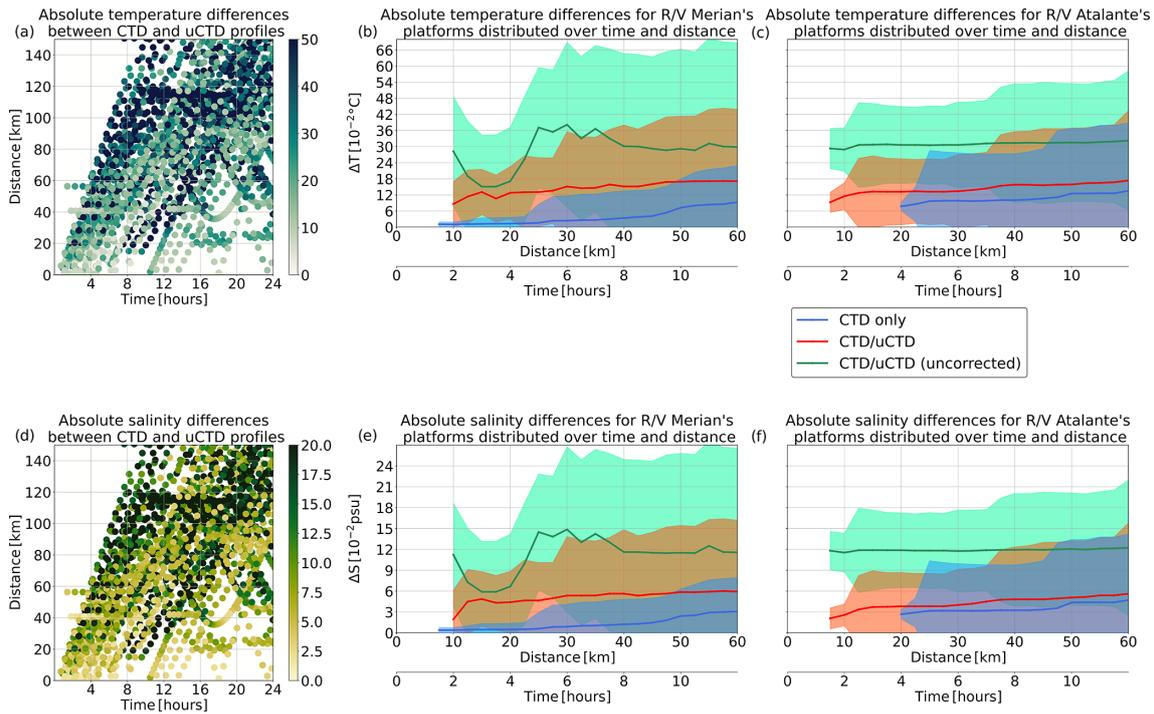 Absolute temperature differences
between CTD and uCTD profiles
(a)
Distance [km]
140
120
100
80
60
40
20
0
4 8 12 16 20 24
Time [hours]
50
40
30
20
10
0
Absolute temperature differences for R/V Merian's
platforms distributed over time and distance
(b)
ΔT [10⁻²°C]
66
60
54
48
42
36
30
24
18
12
6
0
0 10 20 30 40 50 60
Distance [km]
0 2 4 6 8 10
Time [hours]
Absolute temperature differences for R/V Atalante's
platforms distributed over time and distance
(c)
0 10 20 30 40 50 60
Distance [km]
0 2 4 6 8 10
Time [hours]
CTD only
CTD/uCTD
CTD/uCTD (uncorrected)
Absolute salinity differences
between CTD and uCTD profiles
(d)
Distance [km]
140
120
100
80
60
40
20
0
4 8 12 16 20 24
Time [hours]
20.0
17.5
15.0
12.5
10.0
7.5
5.0
2.5
0.0
Absolute salinity differences for R/V Merian's
platforms distributed over time and distance
(e)
ΔS [10⁻²psu]
24
21
18
15
12
9
6
3
0
0 10 20 30 40 50 60
Distance [km]
0 2 4 6 8 10
Time [hours]
Absolute salinity differences for R/V Atalante's
platforms distributed over time and distance
(f)
0 10 20 30 40 50 60
Distance [km]
0 2 4 6 8 10
Time [hours]